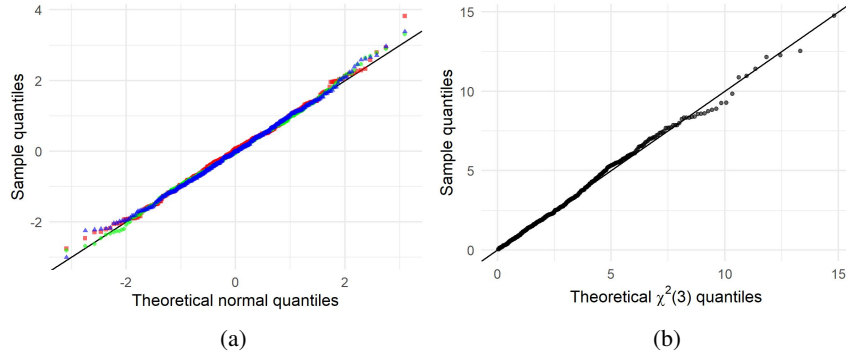 4
2
0
-2
Sample quantiles
-2
0
2
Theoretical normal quantiles
(a)
15
10
5
0
Sample quantiles
0
5
10
15
Theoretical χ²(3) quantiles
(b)